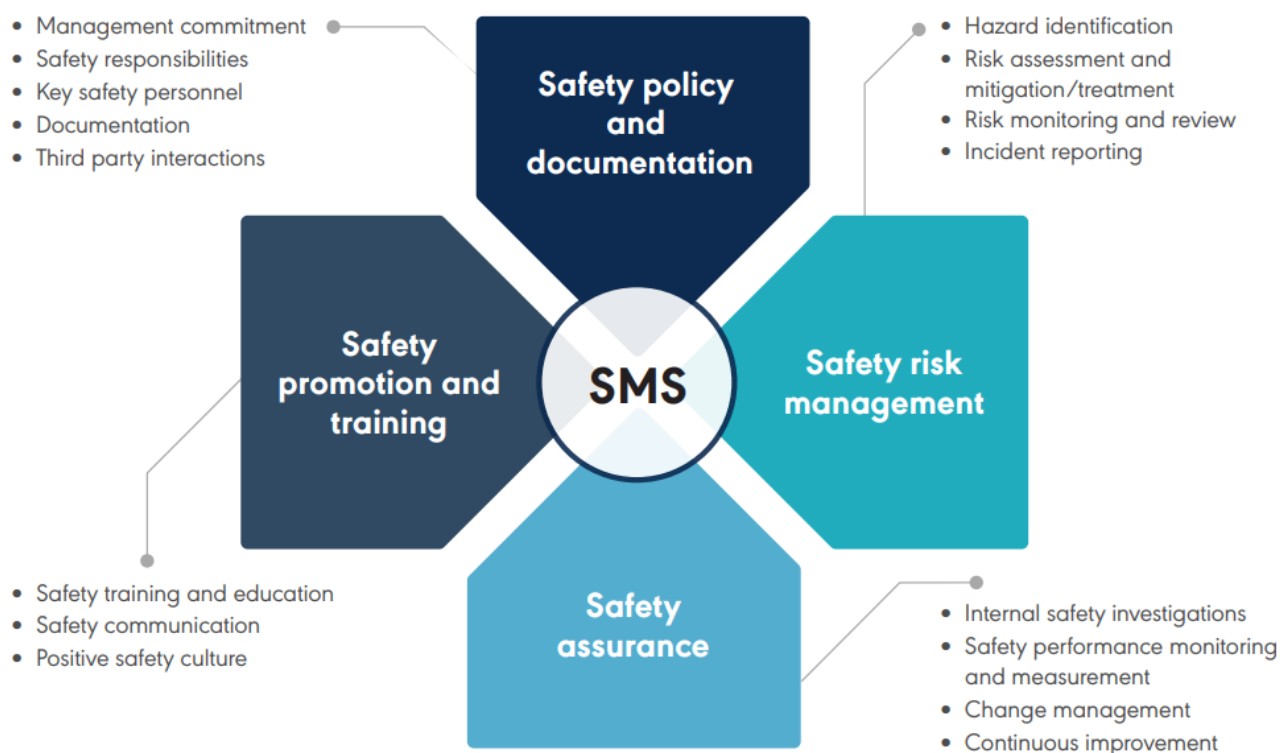 • Management commitment
• Safety responsibilities
• Key safety personnel
• Documentation
• Third party interactions
Safety policy
and
documentation
• Hazard identification
• Risk assessment and
mitigation/treatment
• Risk monitoring and review
• Incident reporting
Safety
promotion and
training
SMS
Safety risk
management
• Safety training and education
• Safety communication
• Positive safety culture
Safety
assurance
• Internal safety investigations
• Safety performance monitoring
and measurement
• Change management
• Continuous improvement